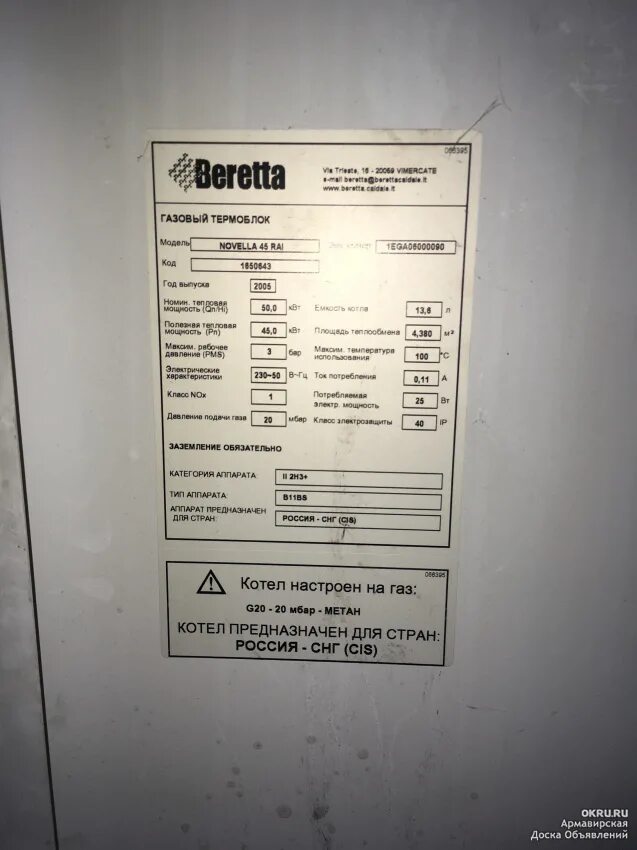 066395
Beretta
Via Trieste, 16 - 20059 VIMERCATE
e-mail beretta@berettacaldaie.it
www.beretta.caldaie.it
ГАЗОВЫЙ ТЕРМОБЛОК
Модель NOVELLA 45 RAI номер 1EGA05000090
Код 1650643
Год выпуска 2005
Номин. тепловая мощность (Qn/Hi) 50,0 кВт Емкость котла 13,6 л
Полезная тепловая мощность (Pn) 45,0 кВт Площадь теплообмена 4,380 м²
Максим. рабочее давление (PMS) 3 бар Максим. температура использования 100 °C
Электрические характеристики 230~50 В~Гц Ток потребления 0,11 А
Класс NOx 1 Потребляемая электр. мощность 25 Вт
Давление подачи газа 20 мбар Класс электрозащиты 40 IP
ЗАЗЕМЛЕНИЕ ОБЯЗАТЕЛЬНО
КАТЕГОРИЯ АППАРАТА: II 2H3+
ТИП АППАРАТА: B11BS
АППАРАТ ПРЕДНАЗНАЧЕН ДЛЯ СТРАН: РОССИЯ - СНГ (CIS)
066395
Котел настроен на газ:
G20 - 20 мбар - МЕТАН
КОТЕЛ ПРЕДНАЗНАЧЕН ДЛЯ СТРАН:
РОССИЯ - СНГ (CIS)
OKRU.RU
Армавирская
Доска Объявлений